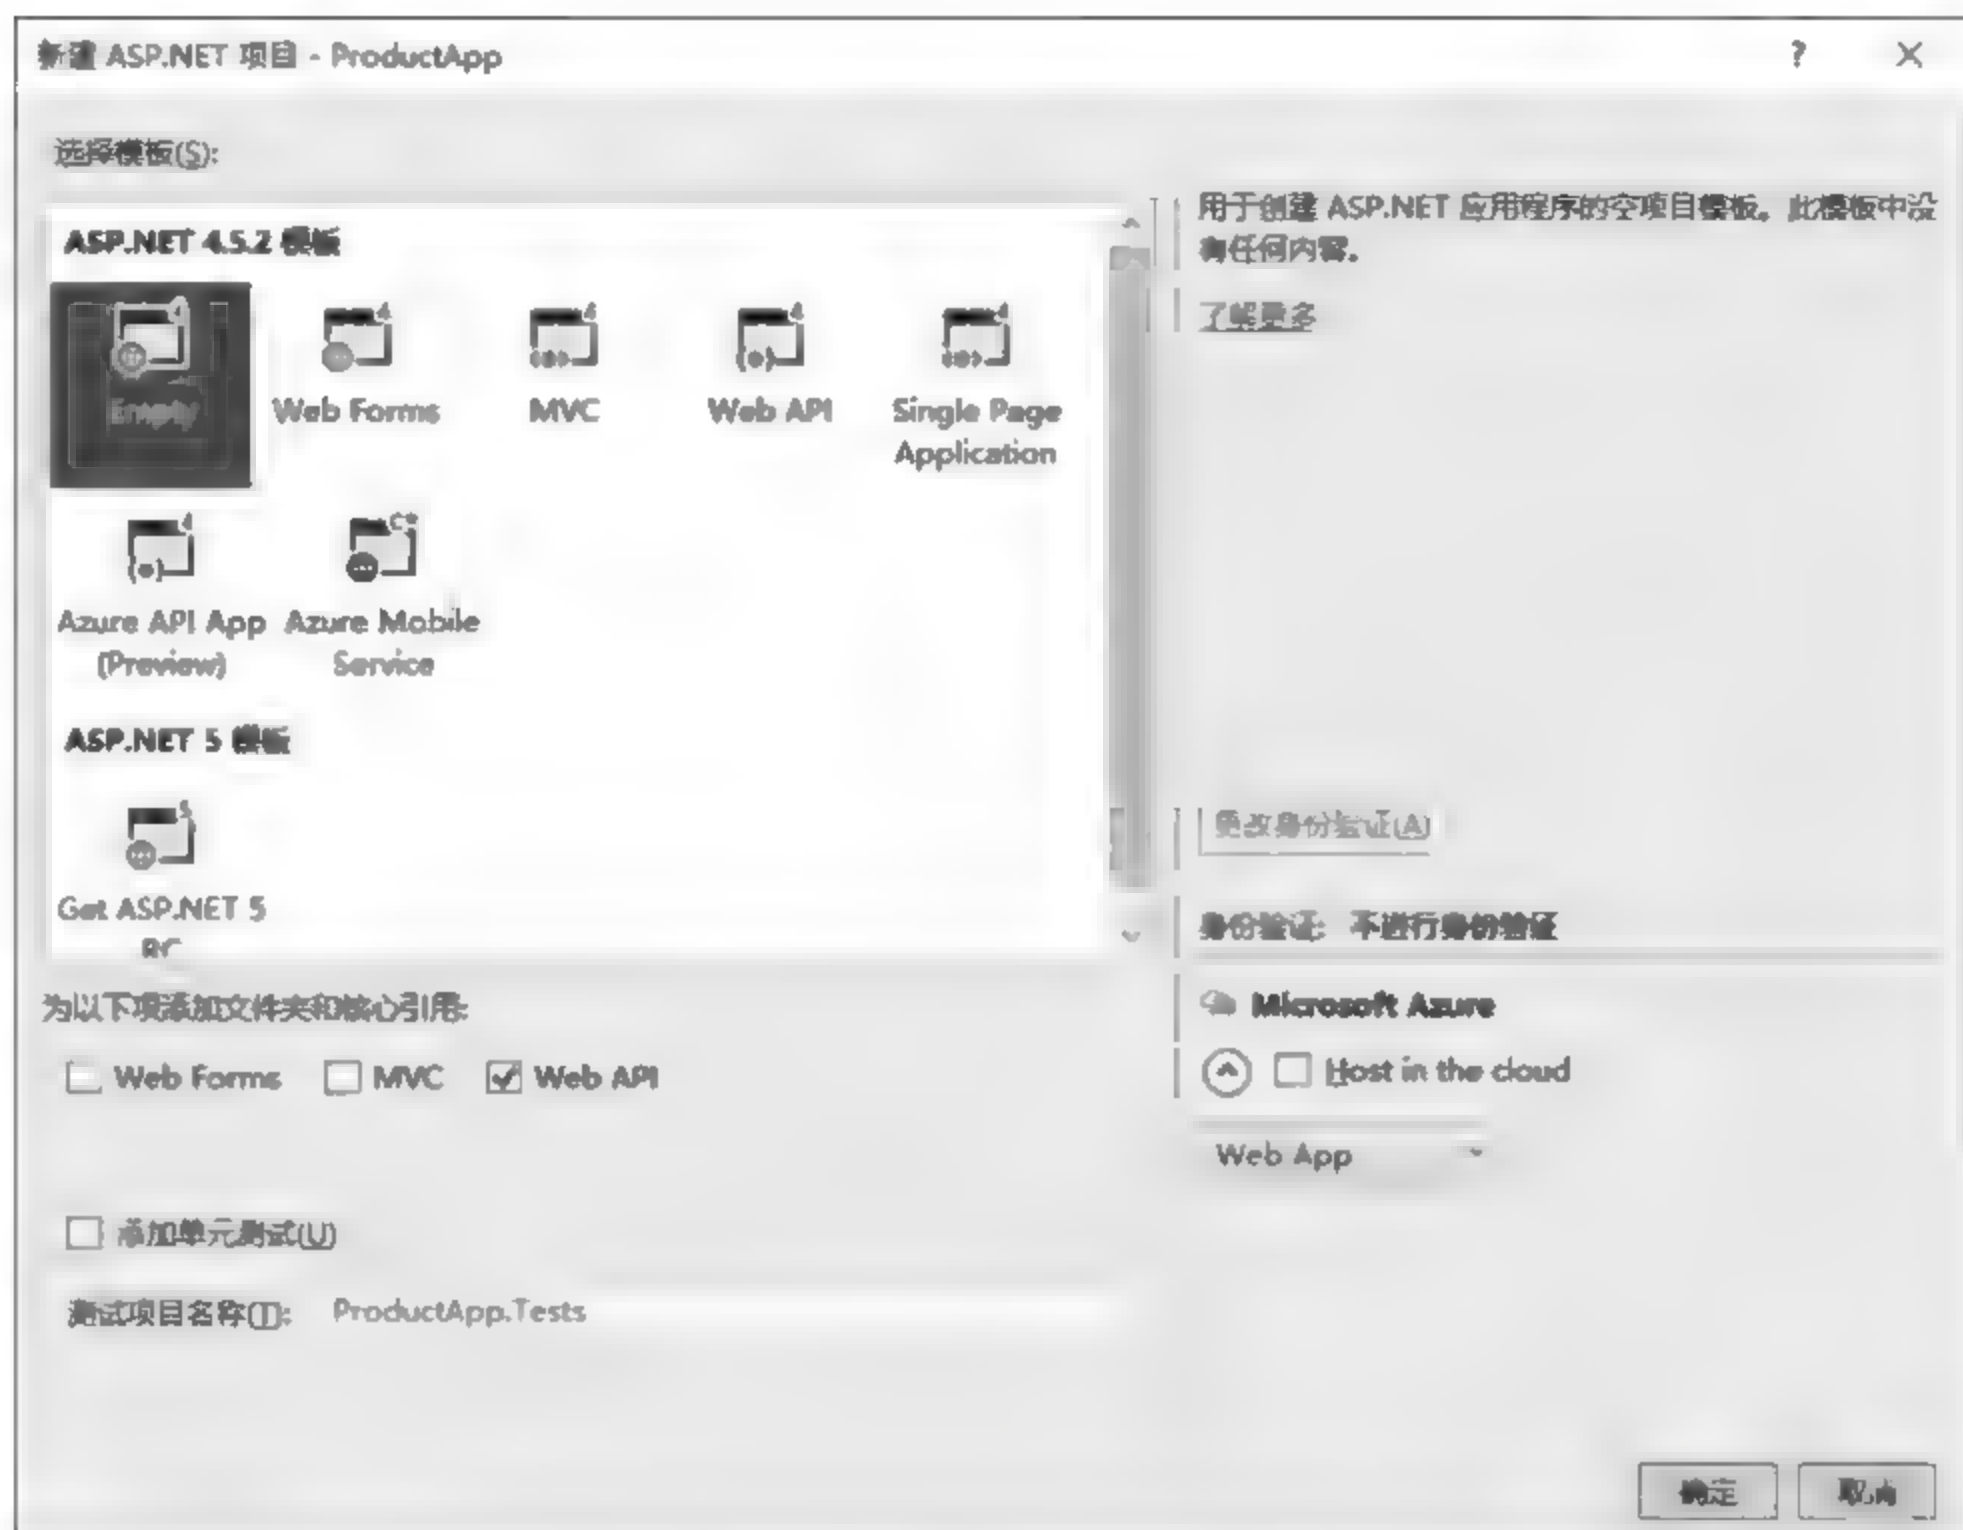 新建 ASP.NET 项目 - ProductApp
?
选择模板(S):
ASP.NET 4.5.2 模板
Empty
Web Forms
MVC
Web API
Single Page
Application
Azure API App
(Preview)
Azure Mobile
Service
ASP.NET 5 模板
Get ASP.NET 5
RC
为以下项添加文件夹和核心引用:
Web Forms
MVC
Web API
添加单元测试(U)
测试项目名称(T): ProductApp.Tests
用于创建 ASP.NET 应用程序的空项目模板。此模板中没
有任何内容。
了解更多
更改身份验证(A)
身份验证: 不进行身份验证
Microsoft Azure
Host in the cloud
Web App
确定
取消